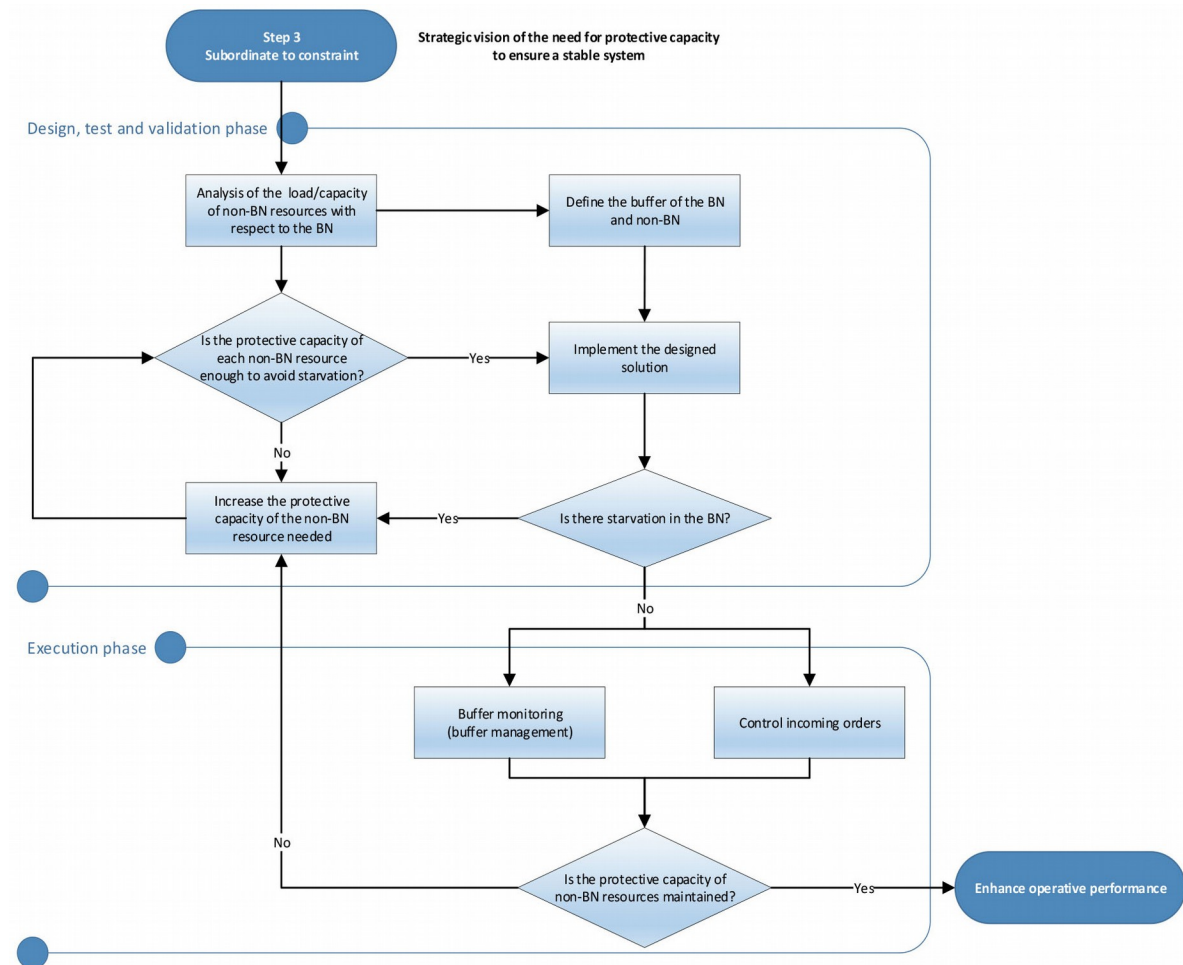 Step 3
Subordinate to constraint
Strategic vision of the need for protective capacity
to ensure a stable system
Design, test and validation phase
Analysis of the load/capacity
of non-BN resources with
respect to the BN
Define the buffer of the BN
and non-BN
Is the protective capacity of
each non-BN resource
enough to avoid starvation?
Yes
Implement the designed
solution
No
Increase the protective
capacity of the non-BN
resource needed
Yes
Is there starvation in the BN?
No
Execution phase
Buffer monitoring
(buffer management)
Control incoming orders
No
Is the protective capacity of
non-BN resources maintained?
Yes
Enhance operative performance